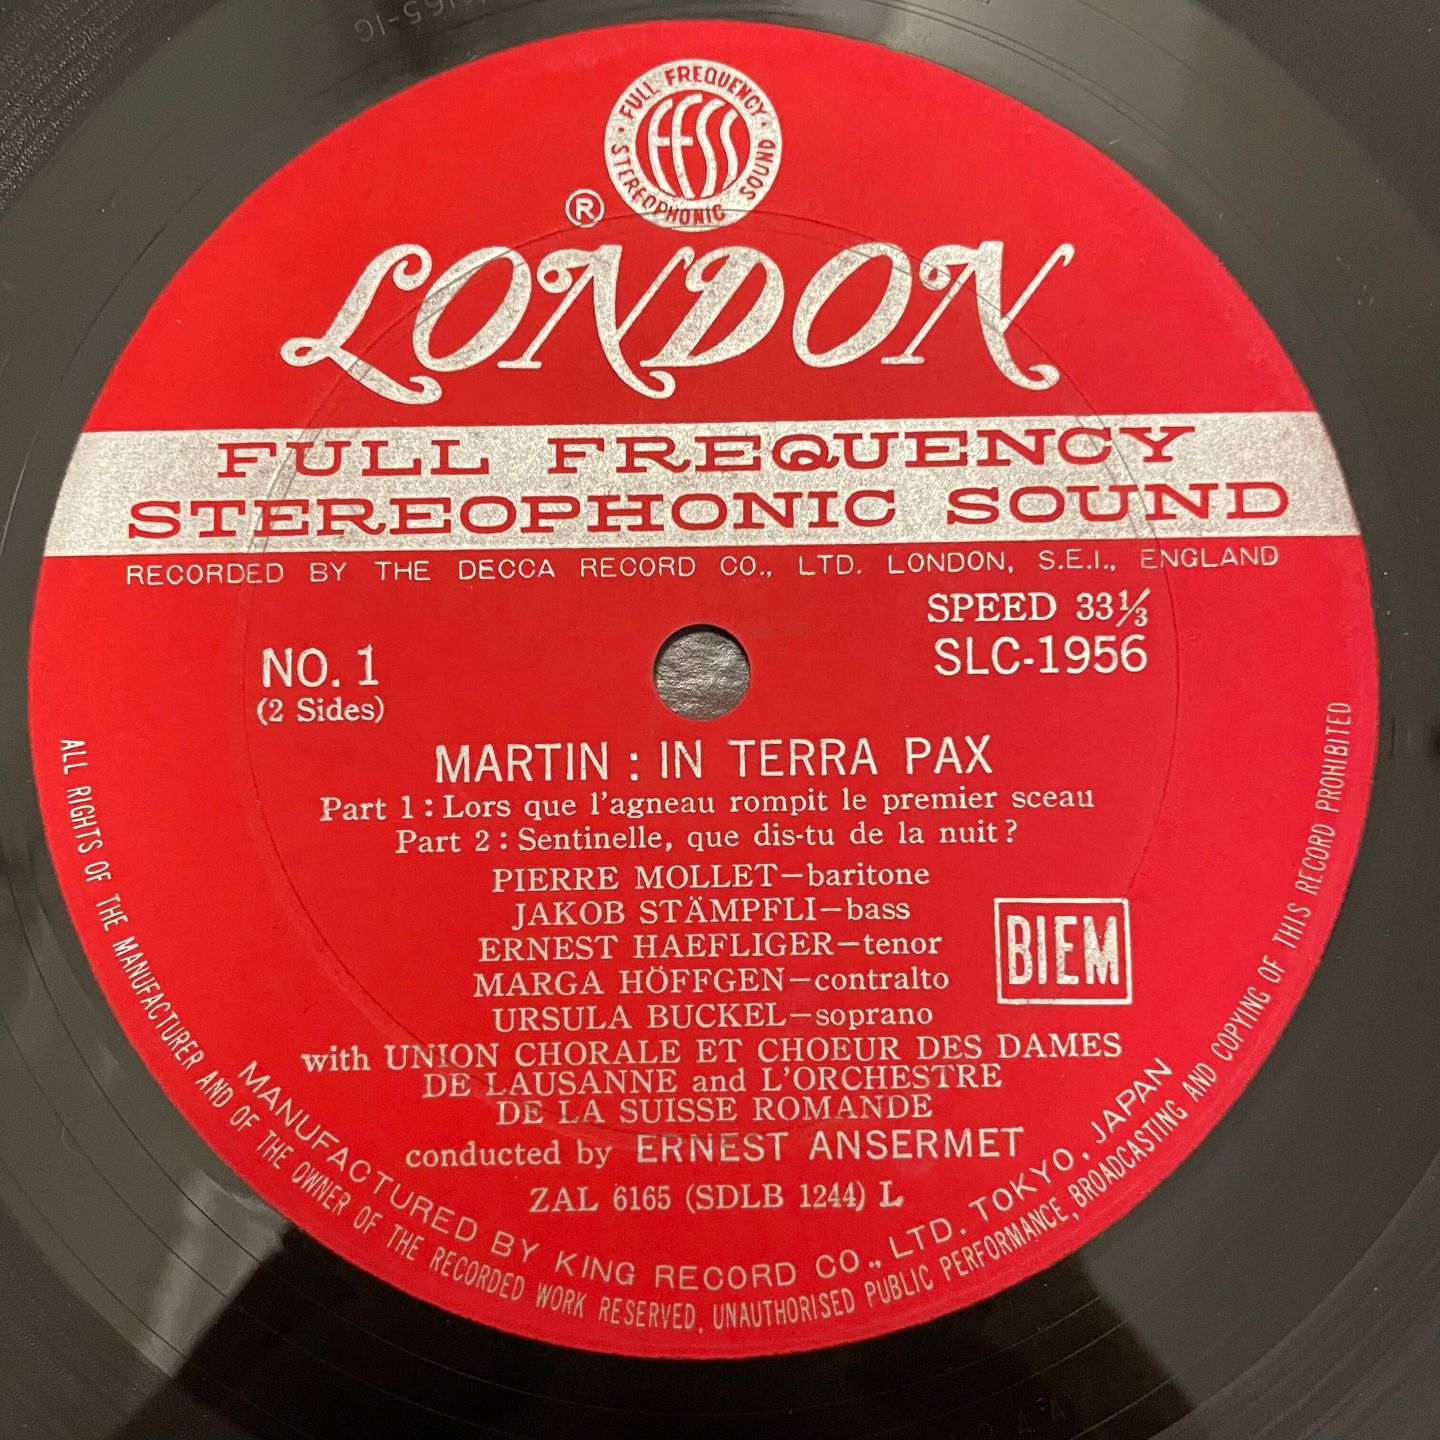 165-1G
FULL FREQUENCY
STEREOPHONIC SOUND
FFSS
®
LONDON
FULL FREQUENCY
STEREOPHONIC SOUND
RECORDED BY THE DECCA RECORD CO., LTD. LONDON, S.E.I., ENGLAND
SPEED 33⅓
NO. 1
SLC-1956
(2 Sides)
MARTIN : IN TERRA PAX
Part 1 : Lors que l'agneau rompit le premier sceau
Part 2 : Sentinelle, que dis-tu de la nuit ?
PIERRE MOLLET—baritone
JAKOB STÄMPFLI—bass
ERNEST HAEFLIGER—tenor
MARGA HÖFFGEN—contralto
URSULA BUCKEL—soprano
BIEM
with UNION CHORALE ET CHOEUR DES DAMES
DE LAUSANNE and L'ORCHESTRE
DE LA SUISSE ROMANDE
conducted by ERNEST ANSERMET
ZAL 6165 (SDLB 1244) L
MANUFACTURED BY KING RECORD CO., LTD. TOKYO, JAPAN
ALL RIGHTS OF THE MANUFACTURER AND OF THE OWNER OF THE RECORDED WORK RESERVED, UNAUTHORISED PUBLIC PERFORMANCE, BROADCASTING AND COPYING OF THIS RECORD PROHIBITED